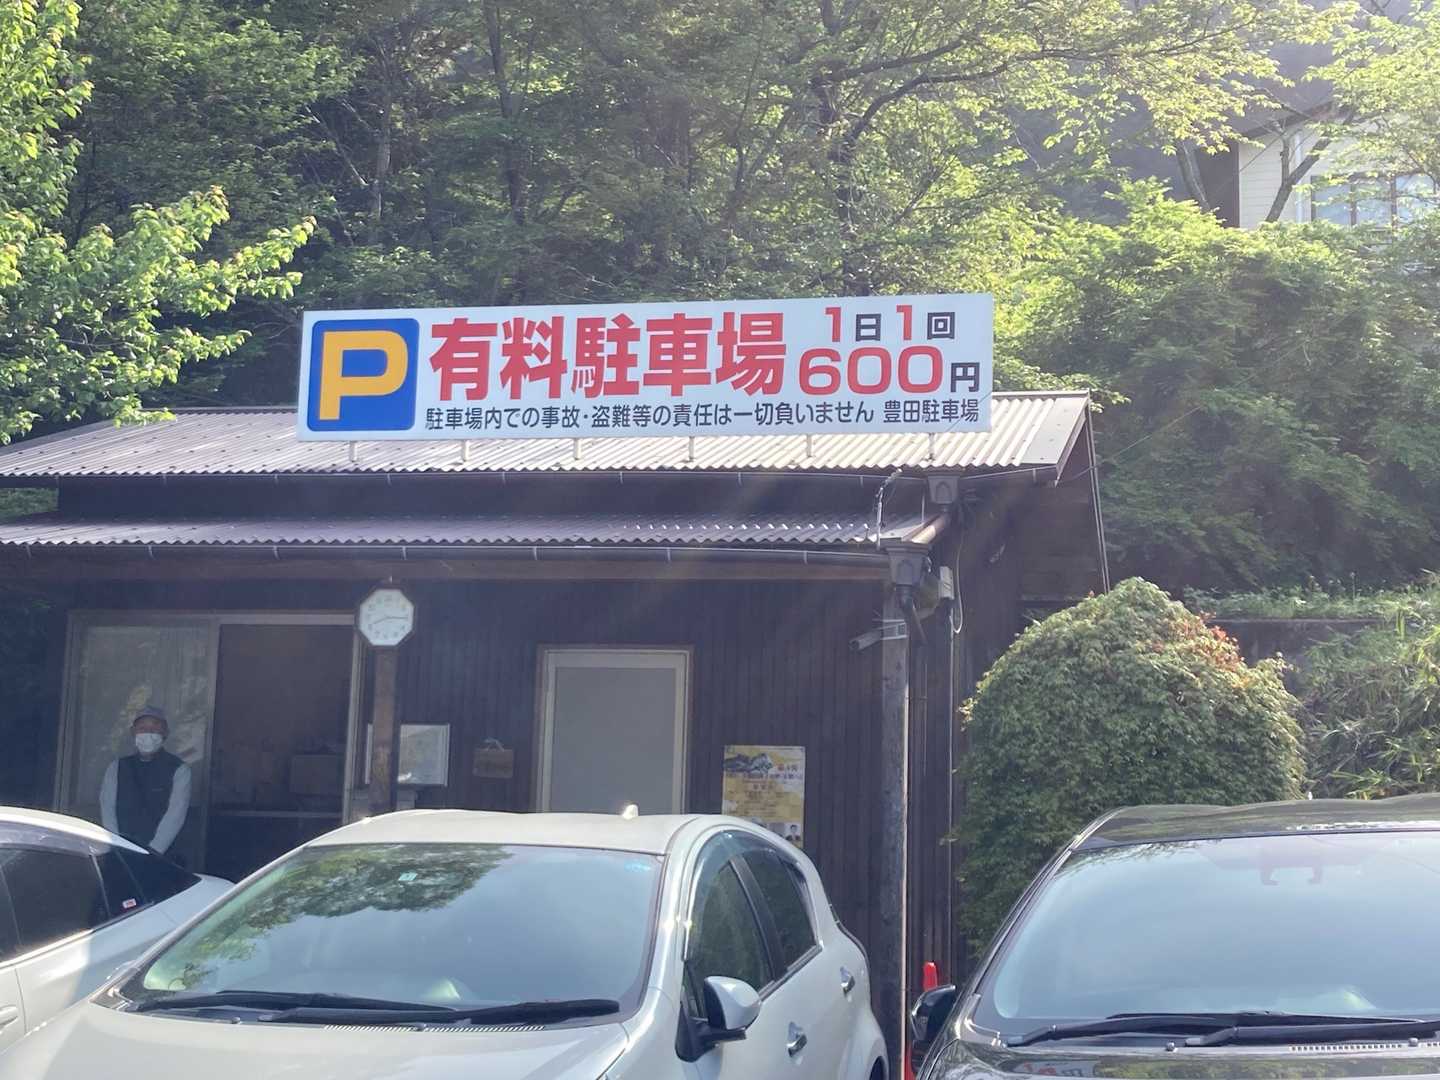 P 有料駐車場 1日1回
600円
駐車場内での事故・盗難等の責任は一切負いません 豊田駐車場